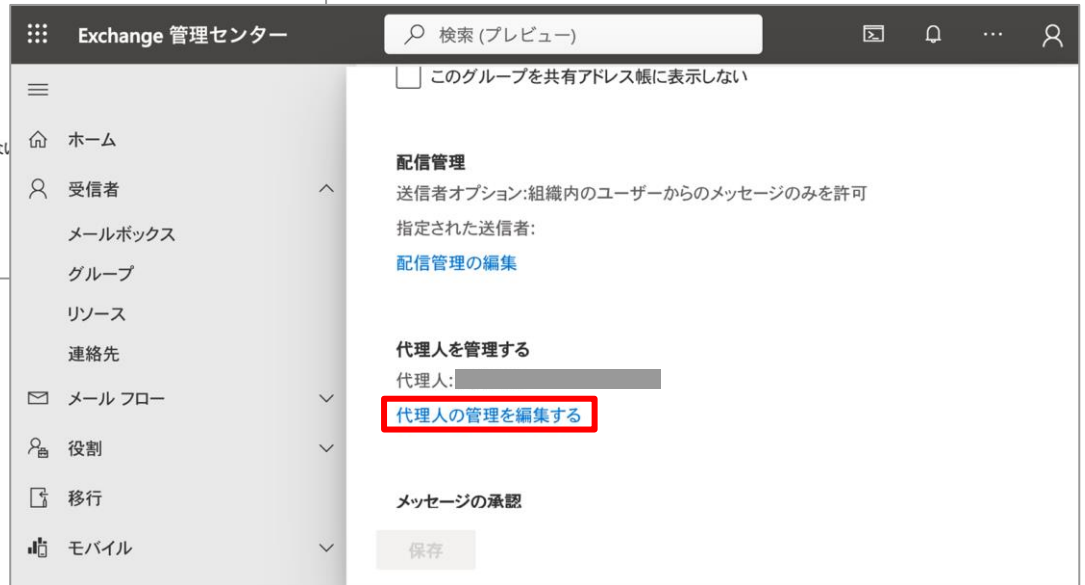 Exchange 管理センター
検索 (プレビュー)
このグループを共有アドレス帳に表示しない
ホーム
受信者
メールボックス
グループ
リソース
連絡先
メール フロー
役割
移行
モバイル
配信管理
送信者オプション:組織内のユーザーからのメッセージのみを許可
指定された送信者:
配信管理の編集
代理人を管理する
代理人:
代理人の管理を編集する
メッセージの承認
保存